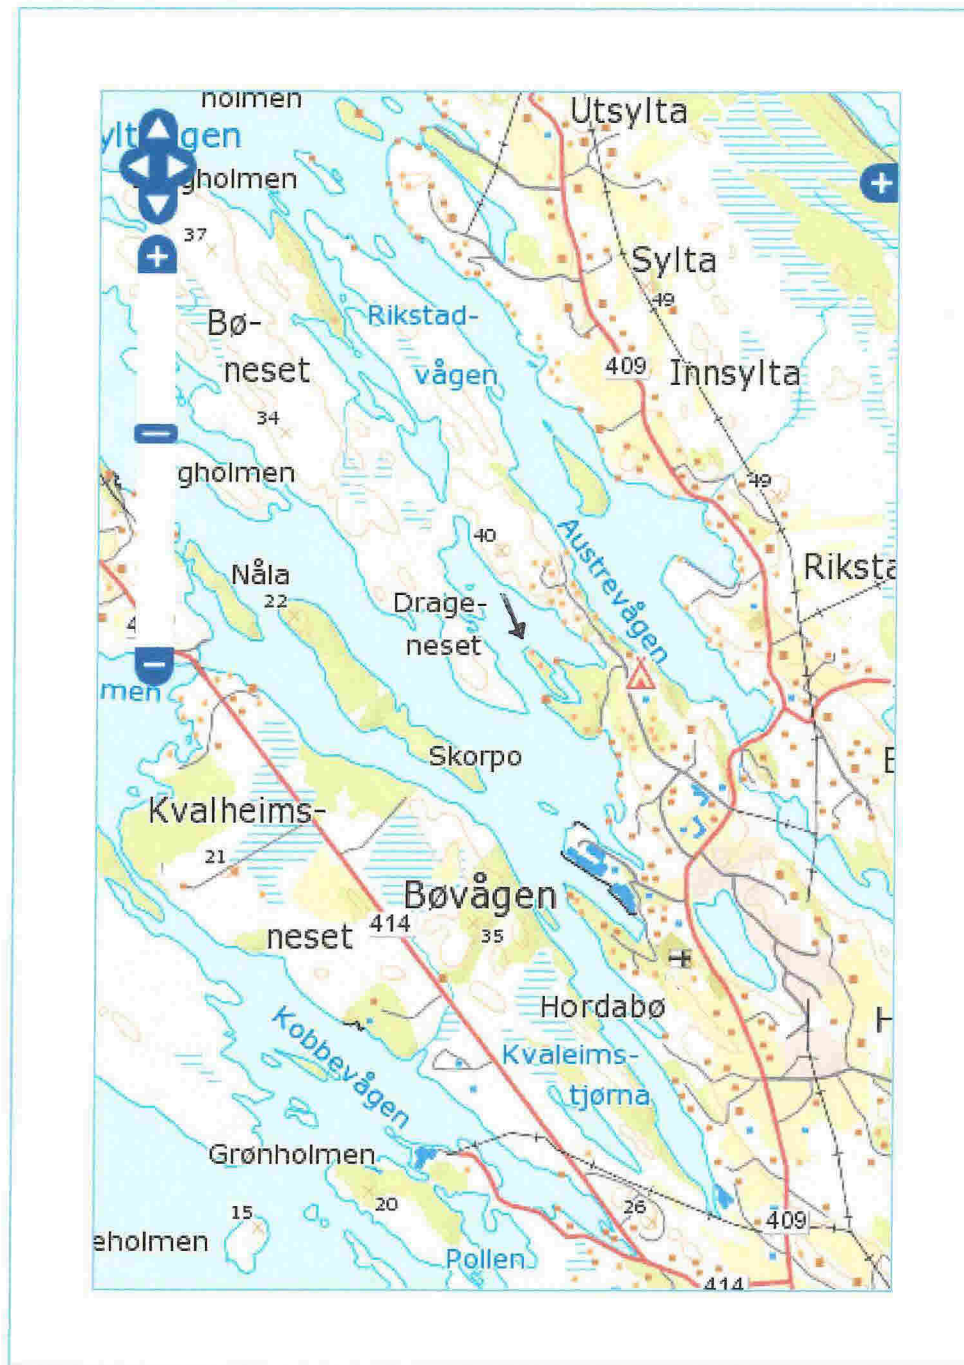 holmen
Utsylta
gholmen
37
Sylta
49
Rikstad-
Bø-
neset
vågen
409
Innsylta
34
gholmen
49
40
Austrevågen
Nåla
22
Drage-
neset
men
Skorpo
Kvalheims-
21
Bøvågen
414
neset
35
Hordabø
H
Kobbevågen
Kvaleims-
tjørna
Grønholmen
20
15
26
409
eholmen
Pollen
414